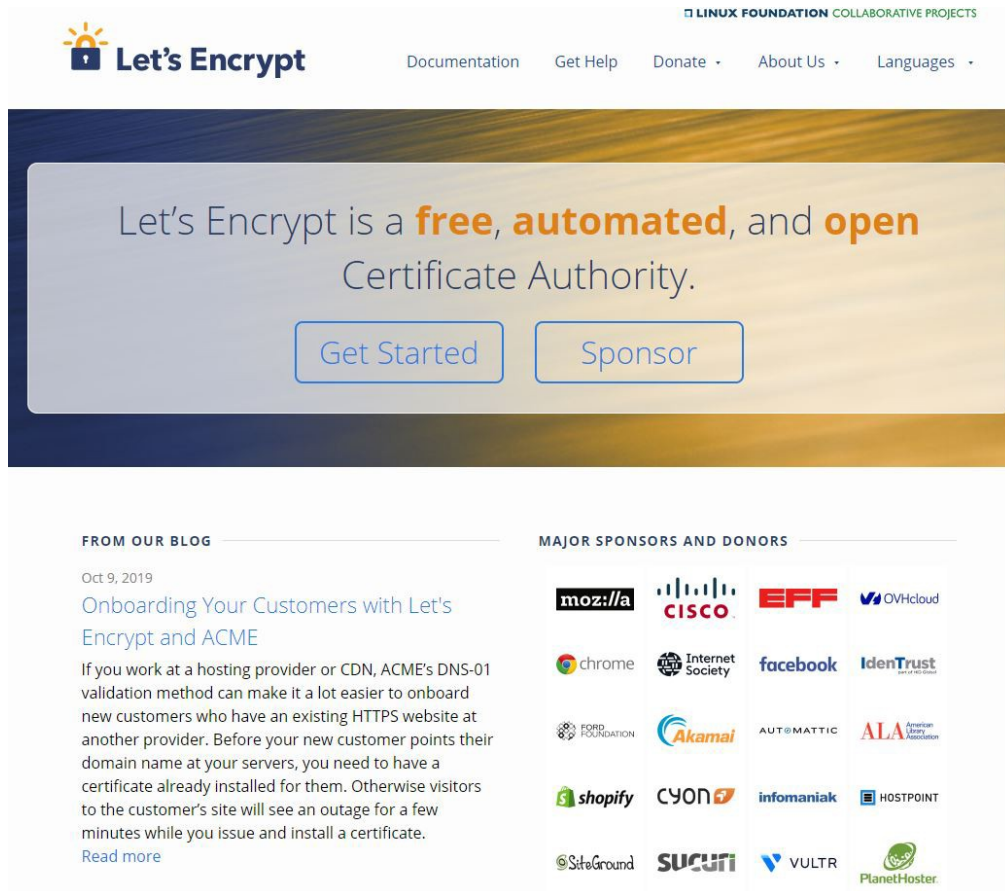 LINUX FOUNDATION COLLABORATIVE PROJECTS
Let's Encrypt
Documentation Get Help Donate About Us Languages
Let's Encrypt is a free, automated, and open
Certificate Authority.
Get Started Sponsor
FROM OUR BLOG
Oct 9, 2019
Onboarding Your Customers with Let's
Encrypt and ACME
If you work at a hosting provider or CDN, ACME's DNS-01
validation method can make it a lot easier to onboard
new customers who have an existing HTTPS website at
another provider. Before your new customer points their
domain name at your servers, you need to have a
certificate already installed for them. Otherwise visitors
to the customer's site will see an outage for a few
minutes while you issue and install a certificate.
Read more
MAJOR SPONSORS AND DONORS
moz://a CISCO EFF OVHcloud
chrome Internet Society facebook IdenTrust part of HID Global
FORD FOUNDATION Akamai AUTOMATTIC ALA American Library Association
shopify cyon infomaniak HOSTPOINT
SiteGround SUCURI VULTR PlanetHoster